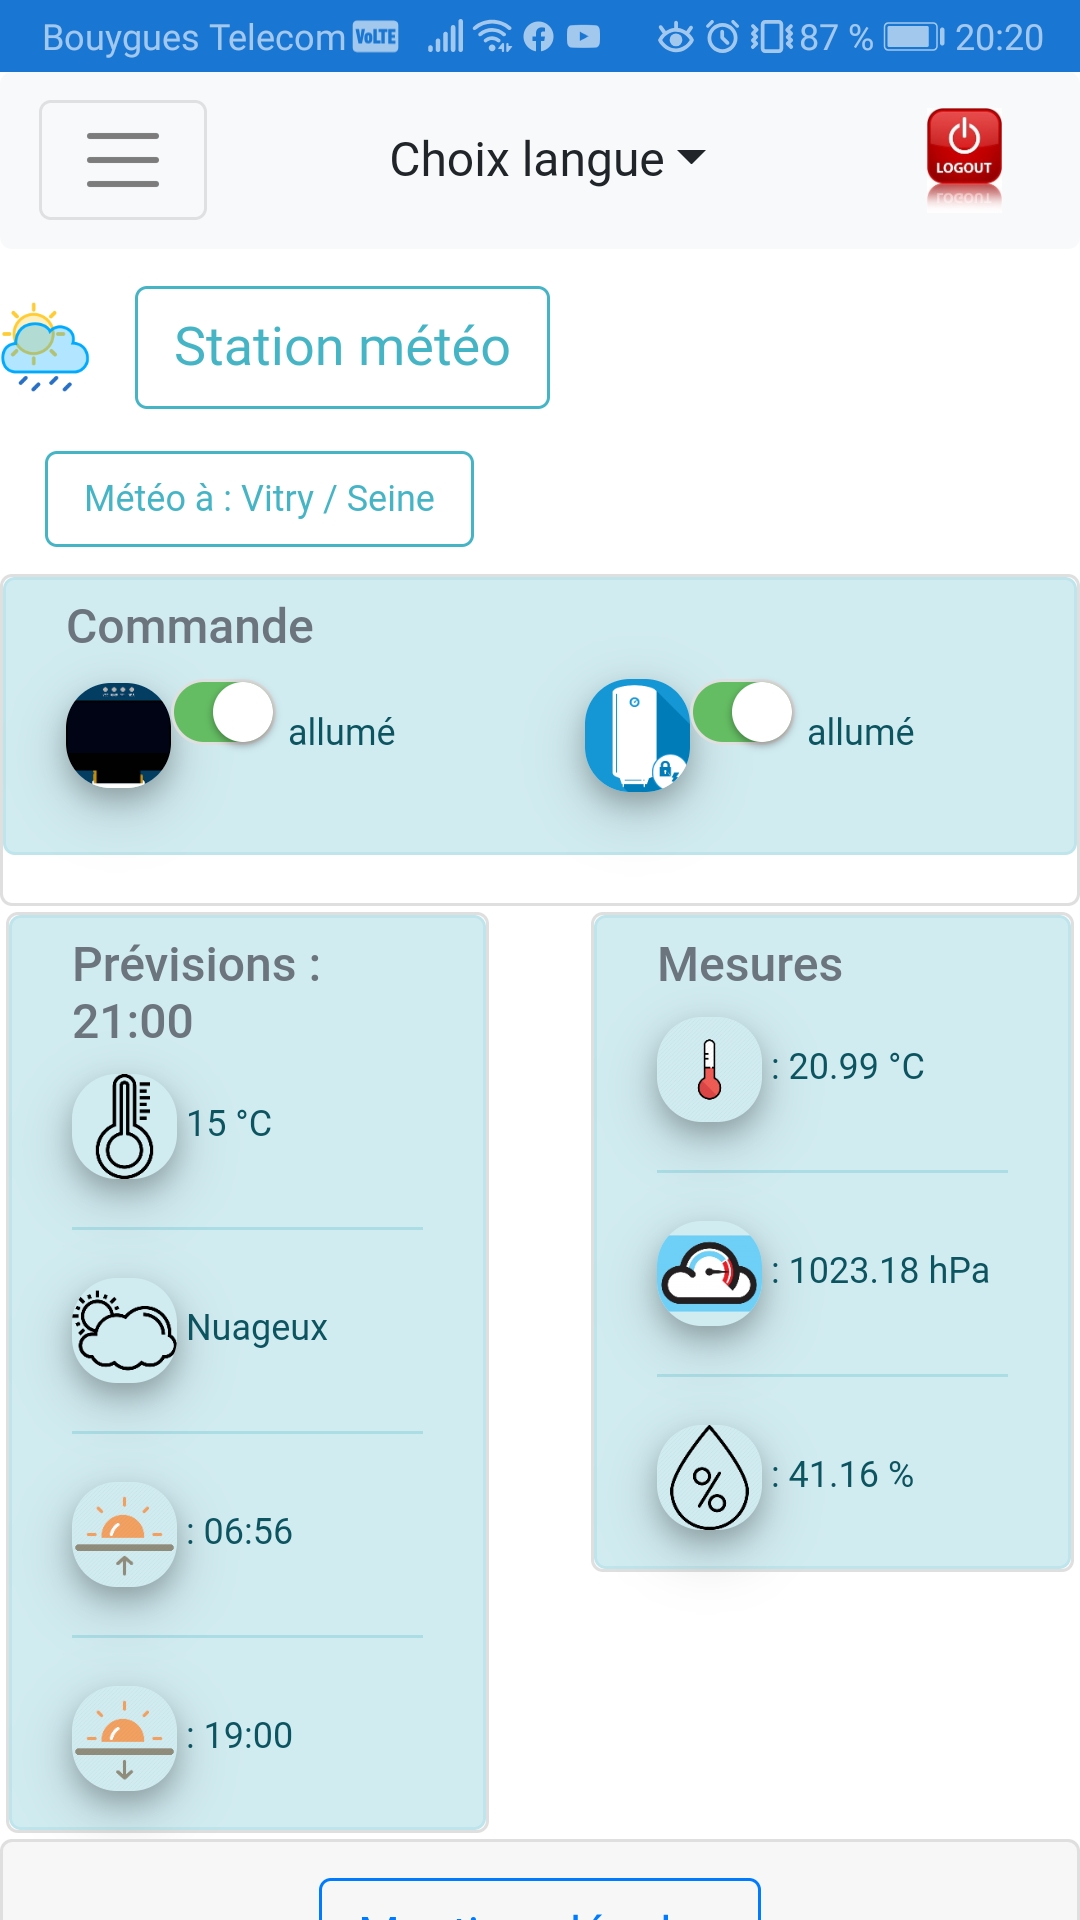 Bouygues Telecom VoLTE 87 % 20:20
Choix langue
LOGOUT
Station météo
Météo à : Vitry / Seine
Commande
allumé
allumé
Prévisions :
21:00
15 °C
Nuageux
: 06:56
: 19:00
Mesures
: 20.99 °C
: 1023.18 hPa
%
: 41.16 %